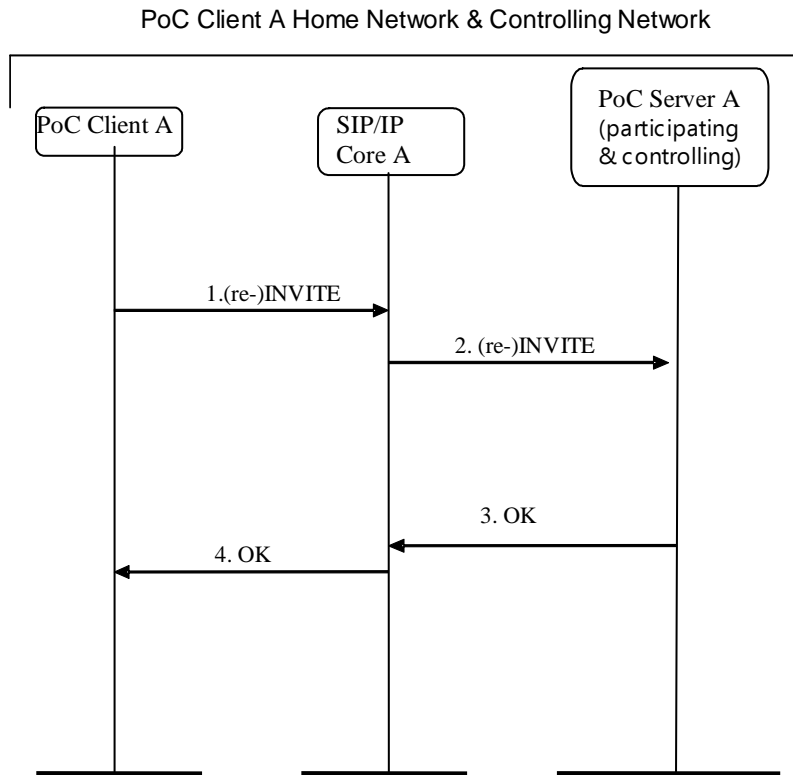 PoC Client A Home Network & Controlling Network
PoC Client A
SIP/IP
Core A
PoC Server A
(participating
& controlling)
1.(re-)INVITE
2. (re-)INVITE
3. OK
4. OK